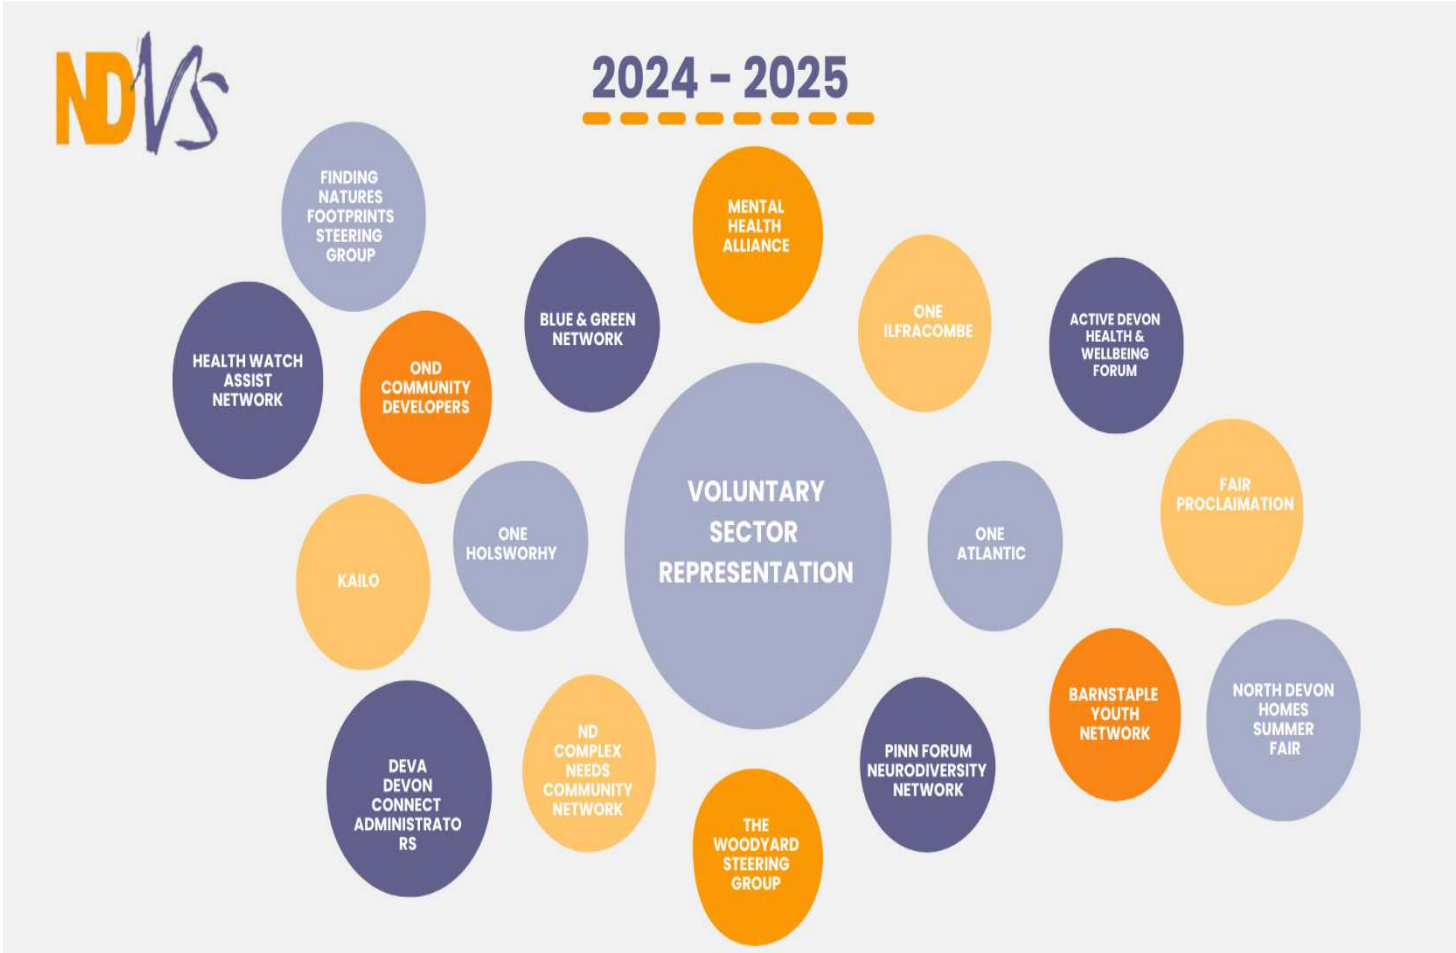 NDVS
2024 - 2025
FINDING
NATURES
FOOTPRINTS
STEERING
GROUP
MENTAL
HEALTH
ALLIANCE
BLUE & GREEN
NETWORK
ONE
ILFRACOMBE
ACTIVE DEVON
HEALTH &
WELLBEING
FORUM
HEALTH WATCH
ASSIST
NETWORK
OND
COMMUNITY
DEVELOPERS
FAIR
PROCLAIMATION
VOLUNTARY
SECTOR
REPRESENTATION
ONE
HOLSWORHY
ONE
ATLANTIC
KAILO
BARNSTAPLE
YOUTH
NETWORK
NORTH DEVON
HOMES
SUMMER
FAIR
DEVA
DEVON
CONNECT
ADMINISTRATO
RS
ND
COMPLEX
NEEDS
COMMUNITY
NETWORK
PINN FORUM
NEURODIVERSITY
NETWORK
THE
WOODYARD
STEERING
GROUP